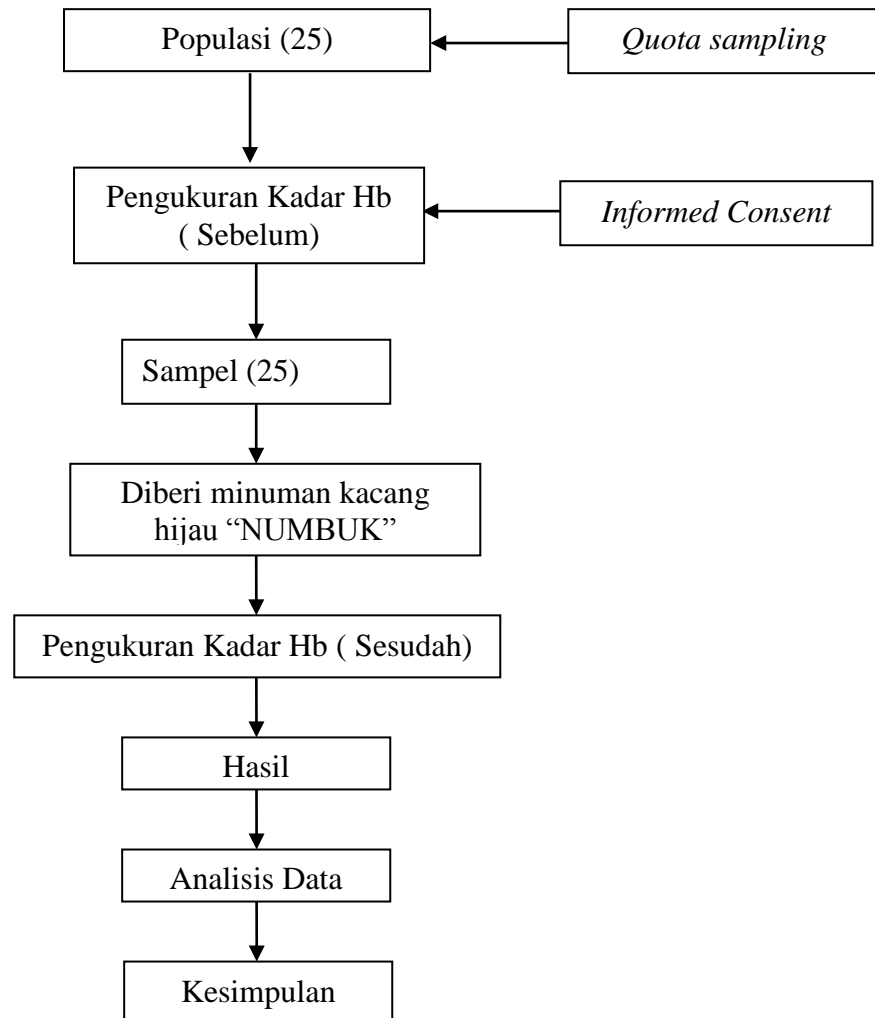 Populasi (25)
Quota sampling
Pengukuran Kadar Hb
( Sebelum)
Informed Consent
Sampel (25)
Diberi minuman kacang
hijau “NUMBUK”
Pengukuran Kadar Hb ( Sesudah)
Hasil
Analisis Data
Kesimpulan